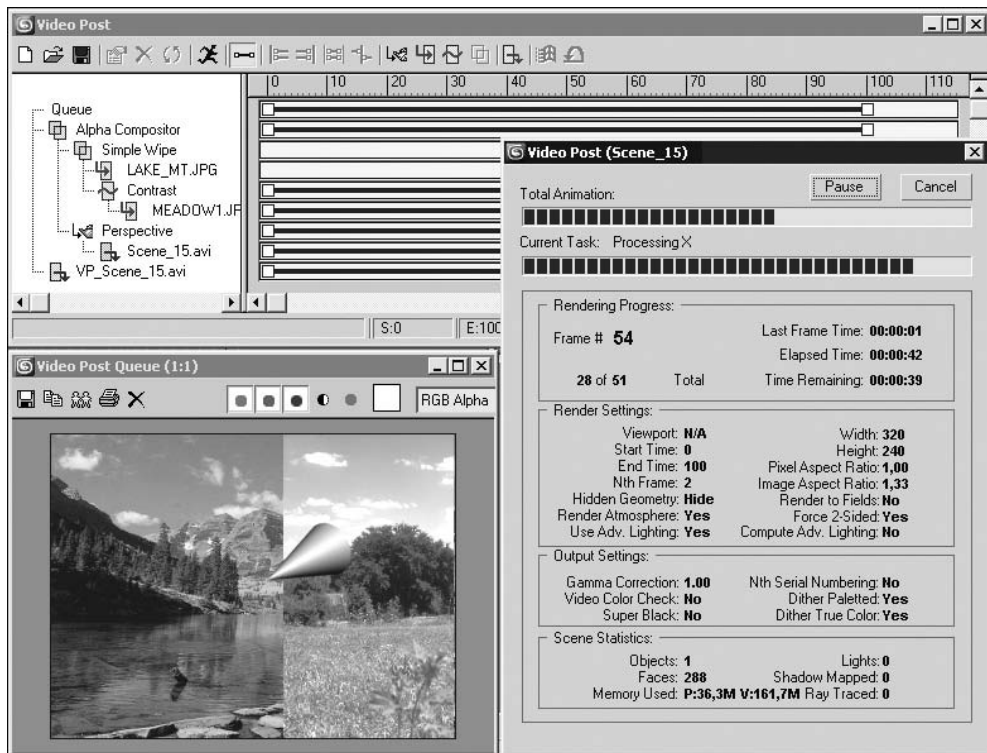 Video Post
0 10 20 30 40 50 60 70 80 90 100 110
Queue
Alpha Compositor
Simple Wipe
LAKE_MT.JPG
Contrast
MEADOW1.JF
Perspective
Scene_15.avi
VP_Scene_15.avi
S:0 E:100
Video Post Queue (1:1)
RGB Alpha
Video Post (Scene_15)
Total Animation: Pause Cancel
Current Task: Processing X
Rendering Progress:
Frame # 54 Last Frame Time: 00:00:01
Elapsed Time: 00:00:42
28 of 51 Total Time Remaining: 00:00:39
Render Settings:
Viewport: N/A Width: 320
Start Time: 0 Height: 240
End Time: 100 Pixel Aspect Ratio: 1,00
Nth Frame: 2 Image Aspect Ratio: 1,33
Hidden Geometry: Hide Render to Fields: No
Render Atmosphere: Yes Force 2-Sided: Yes
Use Adv. Lighting: Yes Compute Adv. Lighting: No
Output Settings:
Gamma Correction: 1.00 Nth Serial Numbering: No
Video Color Check: No Dither Paletted: Yes
Super Black: No Dither True Color: Yes
Scene Statistics:
Objects: 1 Lights: 0
Faces: 288 Shadow Mapped: 0
Memory Used: P:36,3M V:161,7M Ray Traced: 0